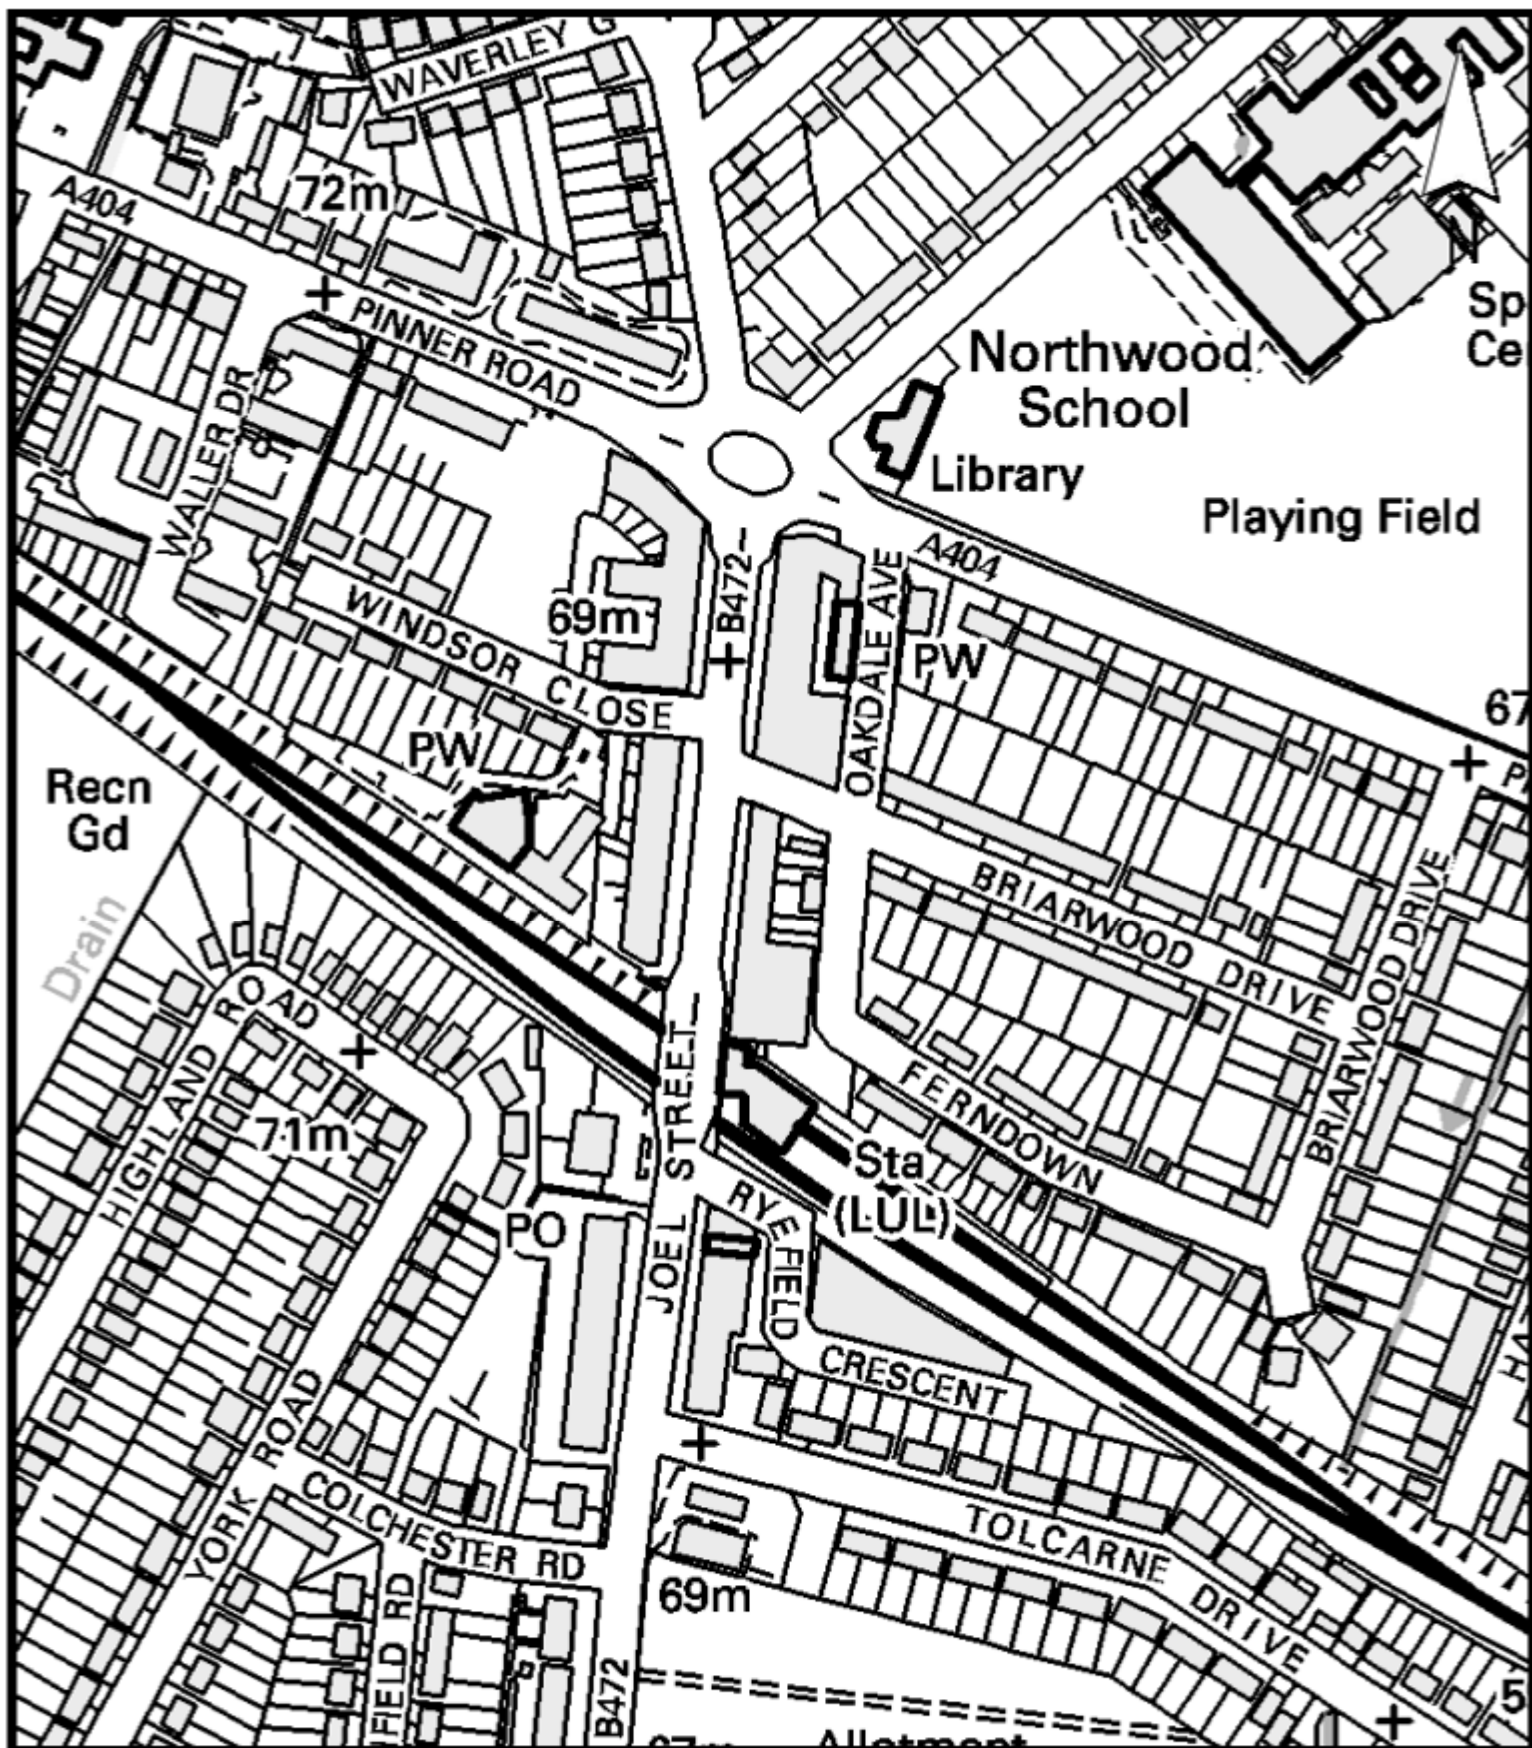 WAVERLEY G
A404
72m
N
PINNER ROAD
Northwood
School
Library
Playing Field
WALLER DR
A404
B472
OAKDALE AVE
WINDSOR CLOSE
69m
PW
PW
67
Recn
Gd
Drain
BRIARWOOD DRIVE
BRIARWOOD DRIVE
HIGHLAND ROAD
71m
JOEL STREET
FERNDOWN
Sta
(LUL)
PO
RYEFIELD
CRESCENT
YORK ROAD
COLCHESTER RD
TOLCARNE DRIVE
69m
B472
Allotment